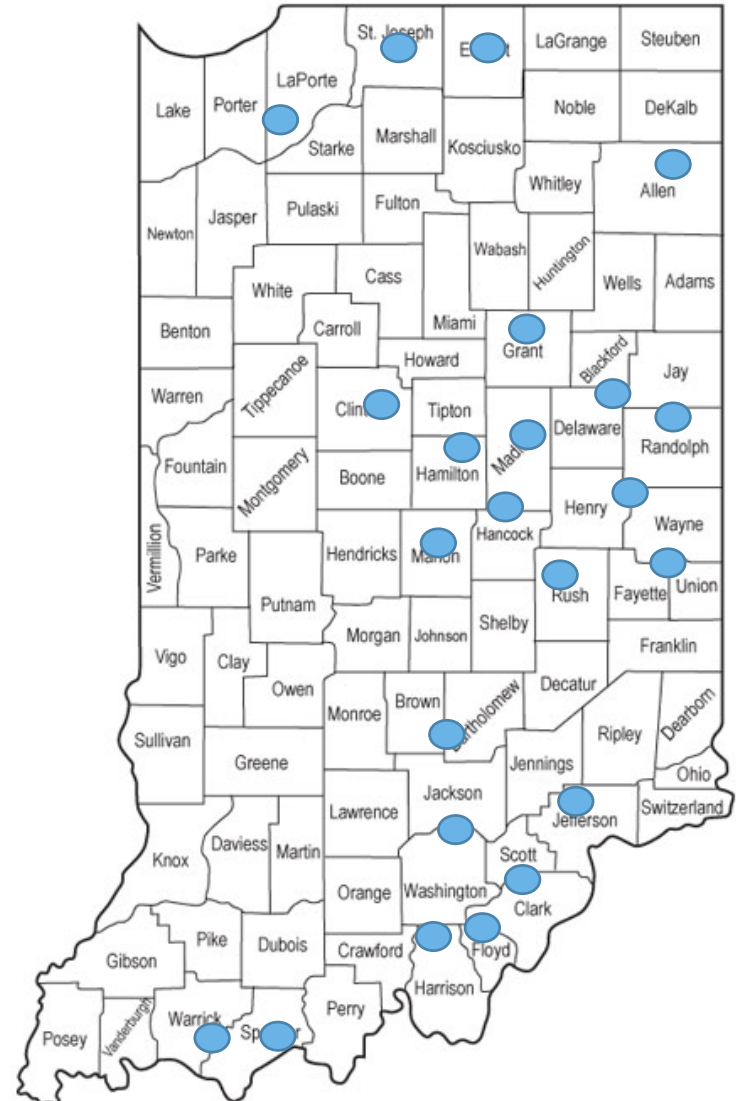 St. Joseph
LaGrange
Steuben
LaPorte
Lake
Porter
Noble
DeKalb
Starke
Marshall
Kosciusko
Whitley
Allen
Newton
Jasper
Pulaski
Fulton
Wabash
Huntington
White
Cass
Wells
Adams
Benton
Carroll
Miami
Grant
Howard
Blackford
Jay
Warren
Tippecanoe
Tipton
Delaware
Randolph
Fountain
Montgomery
Boone
Hamilton
Henry
Vermillion
Parke
Hendricks
Hancock
Wayne
Putnam
Rush
Fayette
Union
Morgan
Johnson
Shelby
Franklin
Vigo
Clay
Owen
Brown
Decatur
Monroe
Dearborn
Sullivan
Greene
Ripley
Jennings
Ohio
Lawrence
Jackson
Jefferson
Switzerland
Knox
Daviess
Martin
Scott
Orange
Washington
Clark
Pike
Dubois
Crawford
Floyd
Gibson
Harrison
Posey
Vanderburgh
Warrick
Perry